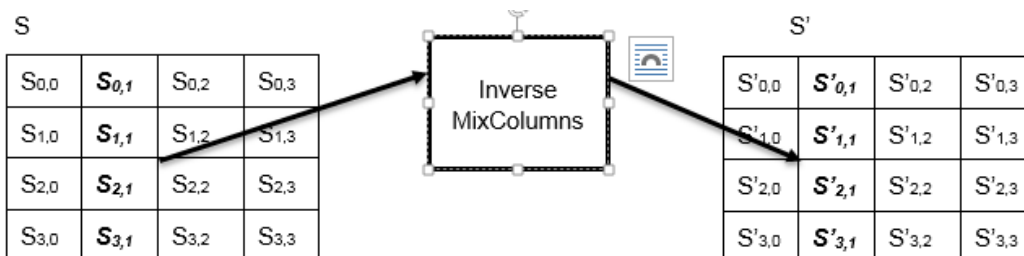 S S'
S0,0 S0,1 S0,2 S0,3 Inverse S'0,0 S'0,1 S'0,2 S'0,3
S1,0 S1,1 S1,2 S1,3 MixColumns S'1,0 S'1,1 S'1,2 S'1,3
S2,0 S2,1 S2,2 S2,3 S'2,0 S'2,1 S'2,2 S'2,3
S3,0 S3,1 S3,2 S3,3 S'3,0 S'3,1 S'3,2 S'3,3